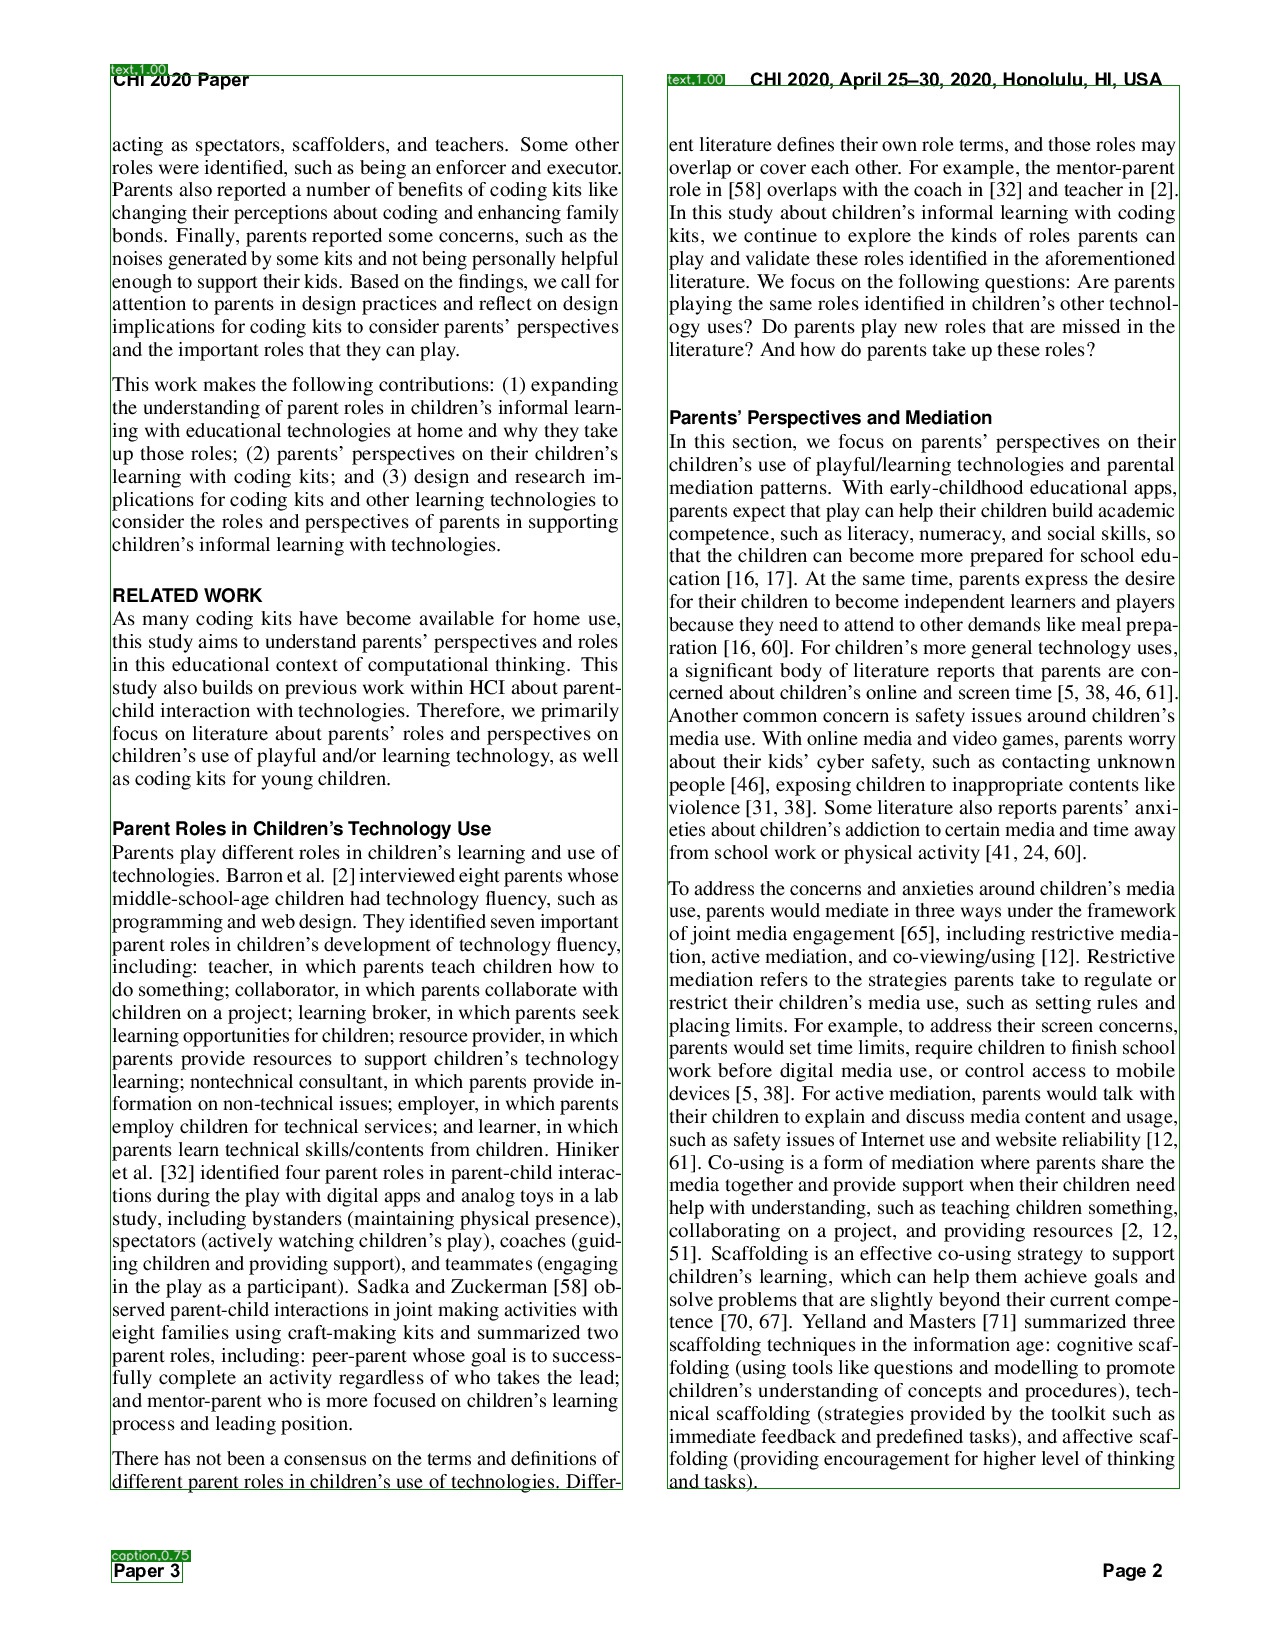 text,1.00
CHI 2020 Paper
text,1.00
CHI 2020, April 25–30, 2020, Honolulu, HI, USA
acting as spectators, scaffolders, and teachers. Some other
roles were identified, such as being an enforcer and executor.
Parents also reported a number of benefits of coding kits like
changing their perceptions about coding and enhancing family
bonds. Finally, parents reported some concerns, such as the
noises generated by some kits and not being personally helpful
enough to support their kids. Based on the findings, we call for
attention to parents in design practices and reflect on design
implications for coding kits to consider parents’ perspectives
and the important roles that they can play.
This work makes the following contributions: (1) expanding
the understanding of parent roles in children’s informal learn-
ing with educational technologies at home and why they take
up those roles; (2) parents’ perspectives on their children’s
learning with coding kits; and (3) design and research im-
plications for coding kits and other learning technologies to
consider the roles and perspectives of parents in supporting
children’s informal learning with technologies.
RELATED WORK
As many coding kits have become available for home use,
this study aims to understand parents’ perspectives and roles
in this educational context of computational thinking. This
study also builds on previous work within HCI about parent-
child interaction with technologies. Therefore, we primarily
focus on literature about parents’ roles and perspectives on
children’s use of playful and/or learning technology, as well
as coding kits for young children.
Parent Roles in Children’s Technology Use
Parents play different roles in children’s learning and use of
technologies. Barron et al. [2] interviewed eight parents whose
middle-school-age children had technology fluency, such as
programming and web design. They identified seven important
parent roles in children’s development of technology fluency,
including: teacher, in which parents teach children how to
do something; collaborator, in which parents collaborate with
children on a project; learning broker, in which parents seek
learning opportunities for children; resource provider, in which
parents provide resources to support children’s technology
learning; nontechnical consultant, in which parents provide in-
formation on non-technical issues; employer, in which parents
employ children for technical services; and learner, in which
parents learn technical skills/contents from children. Hiniker
et al. [32] identified four parent roles in parent-child interac-
tions during the play with digital apps and analog toys in a lab
study, including bystanders (maintaining physical presence),
spectators (actively watching children’s play), coaches (guid-
ing children and providing support), and teammates (engaging
in the play as a participant). Sadka and Zuckerman [58] ob-
served parent-child interactions in joint making activities with
eight families using craft-making kits and summarized two
parent roles, including: peer-parent whose goal is to success-
fully complete an activity regardless of who takes the lead;
and mentor-parent who is more focused on children’s learning
process and leading position.
There has not been a consensus on the terms and definitions of
different parent roles in children’s use of technologies. Differ-
ent literature defines their own role terms, and those roles may
overlap or cover each other. For example, the mentor-parent
role in [58] overlaps with the coach in [32] and teacher in [2].
In this study about children’s informal learning with coding
kits, we continue to explore the kinds of roles parents can
play and validate these roles identified in the aforementioned
literature. We focus on the following questions: Are parents
playing the same roles identified in children’s other technol-
ogy uses? Do parents play new roles that are missed in the
literature? And how do parents take up these roles?
Parents’ Perspectives and Mediation
In this section, we focus on parents’ perspectives on their
children’s use of playful/learning technologies and parental
mediation patterns. With early-childhood educational apps,
parents expect that play can help their children build academic
competence, such as literacy, numeracy, and social skills, so
that the children can become more prepared for school edu-
cation [16, 17]. At the same time, parents express the desire
for their children to become independent learners and players
because they need to attend to other demands like meal prepa-
ration [16, 60]. For children’s more general technology uses,
a significant body of literature reports that parents are con-
cerned about children’s online and screen time [5, 38, 46, 61].
Another common concern is safety issues around children’s
media use. With online media and video games, parents worry
about their kids’ cyber safety, such as contacting unknown
people [46], exposing children to inappropriate contents like
violence [31, 38]. Some literature also reports parents’ anxi-
eties about children’s addiction to certain media and time away
from school work or physical activity [41, 24, 60].
To address the concerns and anxieties around children’s media
use, parents would mediate in three ways under the framework
of joint media engagement [65], including restrictive media-
tion, active mediation, and co-viewing/using [12]. Restrictive
mediation refers to the strategies parents take to regulate or
restrict their children’s media use, such as setting rules and
placing limits. For example, to address their screen concerns,
parents would set time limits, require children to finish school
work before digital media use, or control access to mobile
devices [5, 38]. For active mediation, parents would talk with
their children to explain and discuss media content and usage,
such as safety issues of Internet use and website reliability [12,
61]. Co-using is a form of mediation where parents share the
media together and provide support when their children need
help with understanding, such as teaching children something,
collaborating on a project, and providing resources [2, 12,
51]. Scaffolding is an effective co-using strategy to support
children’s learning, which can help them achieve goals and
solve problems that are slightly beyond their current compe-
tence [70, 67]. Yelland and Masters [71] summarized three
scaffolding techniques in the information age: cognitive scaf-
folding (using tools like questions and modelling to promote
children’s understanding of concepts and procedures), tech-
nical scaffolding (strategies provided by the toolkit such as
immediate feedback and predefined tasks), and affective scaf-
folding (providing encouragement for higher level of thinking
and tasks).
caption,0.75
Paper 3
Page 2